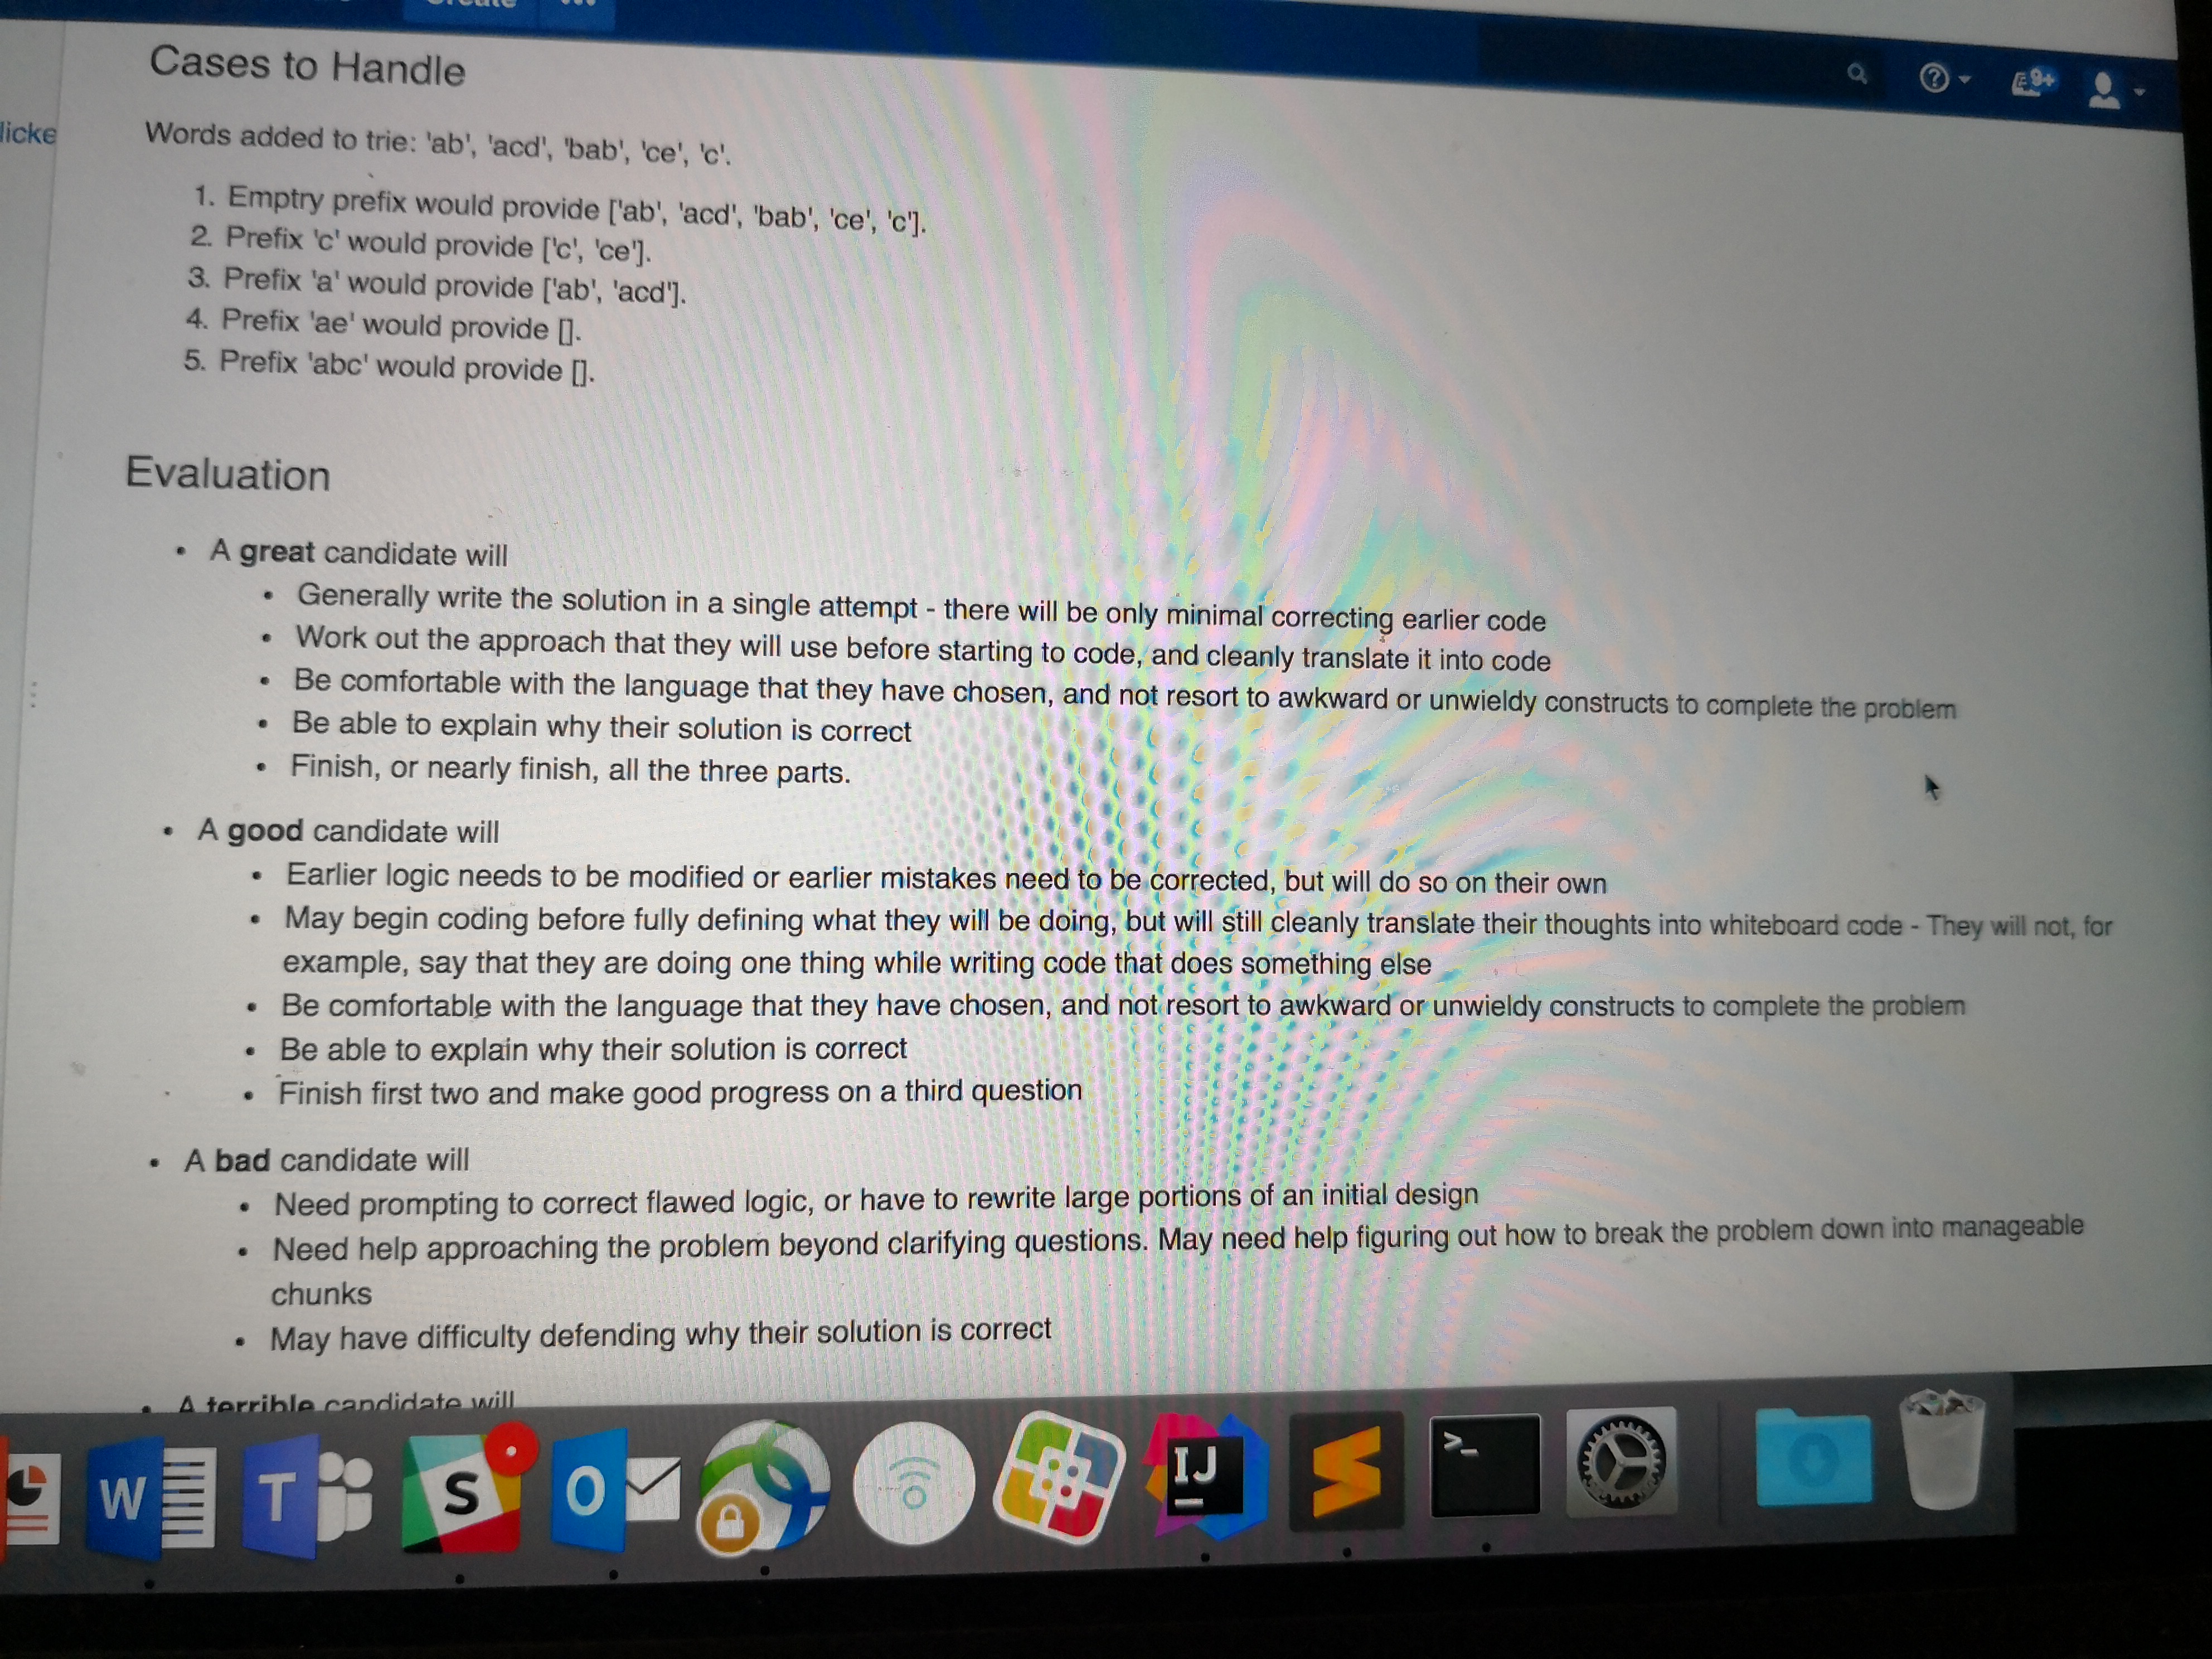 Create ...
Cases to Handle
9+
licke
Words added to trie: 'ab', 'acd', 'bab', 'ce', 'c'.
1. Emptry prefix would provide ['ab', 'acd', 'bab', 'ce', 'c'].
2. Prefix 'c' would provide ['c', 'ce'].
3. Prefix 'a' would provide ['ab', 'acd'].
4. Prefix 'ae' would provide [].
5. Prefix 'abc' would provide [].
Evaluation
• A great candidate will
• Generally write the solution in a single attempt - there will be only minimal correcting earlier code
• Work out the approach that they will use before starting to code, and cleanly translate it into code
• Be comfortable with the language that they have chosen, and not resort to awkward or unwieldy constructs to complete the problem
• Be able to explain why their solution is correct
• Finish, or nearly finish, all the three parts.
• A good candidate will
• Earlier logic needs to be modified or earlier mistakes need to be corrected, but will do so on their own
• May begin coding before fully defining what they will be doing, but will still cleanly translate their thoughts into whiteboard code - They will not, for
example, say that they are doing one thing while writing code that does something else
• Be comfortable with the language that they have chosen, and not resort to awkward or unwieldy constructs to complete the problem
• Be able to explain why their solution is correct
• Finish first two and make good progress on a third question
• A bad candidate will
• Need prompting to correct flawed logic, or have to rewrite large portions of an initial design
• Need help approaching the problem beyond clarifying questions. May need help figuring out how to break the problem down into manageable
chunks
• May have difficulty defending why their solution is correct
• A terrible candidate will
W
T
S
O
IJ
>_